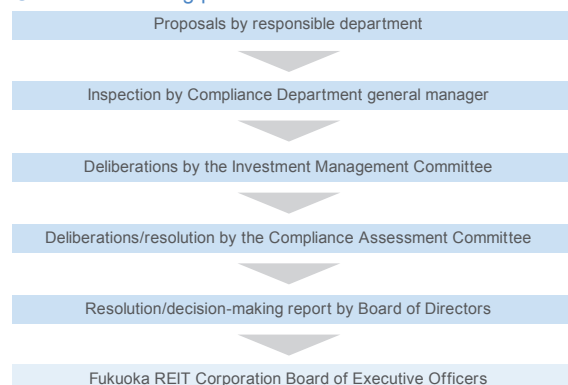 Proposals by responsible department
Inspection by Compliance Department general manager
Deliberations by the Investment Management Committee
Deliberations/resolution by the Compliance Assessment Committee
Resolution/decision-making report by Board of Directors
Fukuoka REIT Corporation Board of Executive Officers